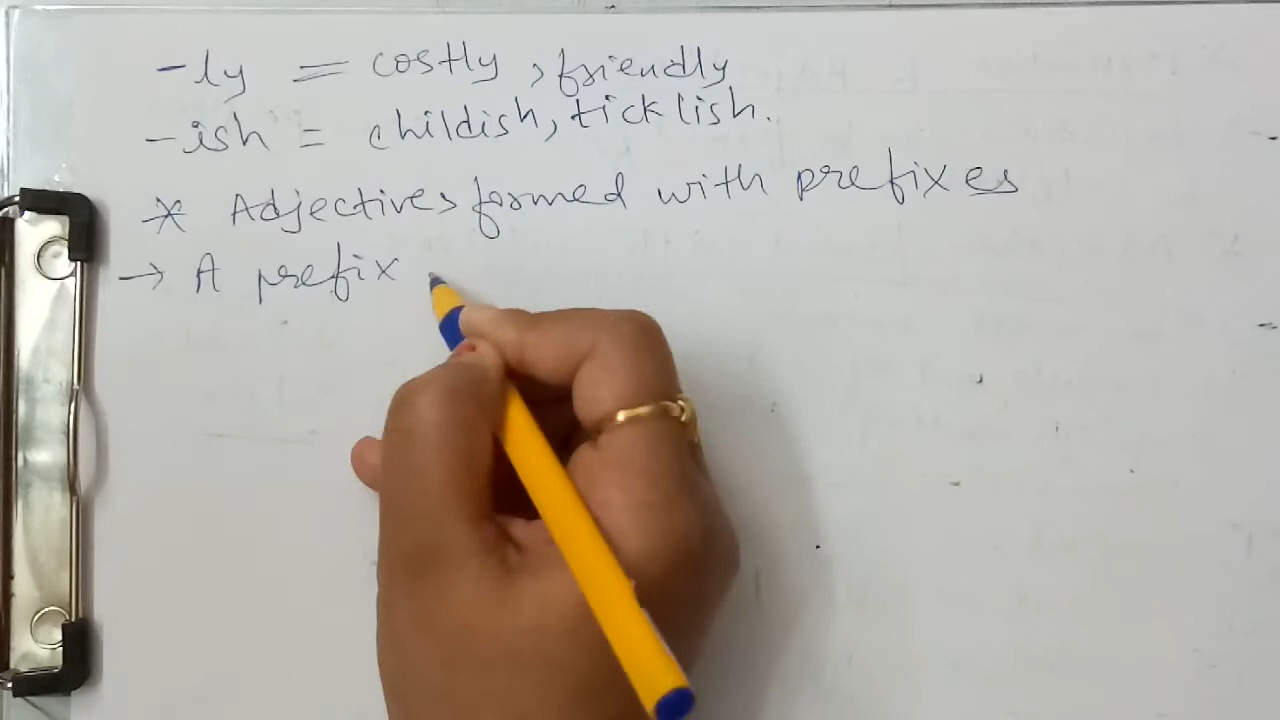 -ly = costly, friendly
-ish = childish, ticklish.
* Adjectives formed with prefixes
→ A prefix